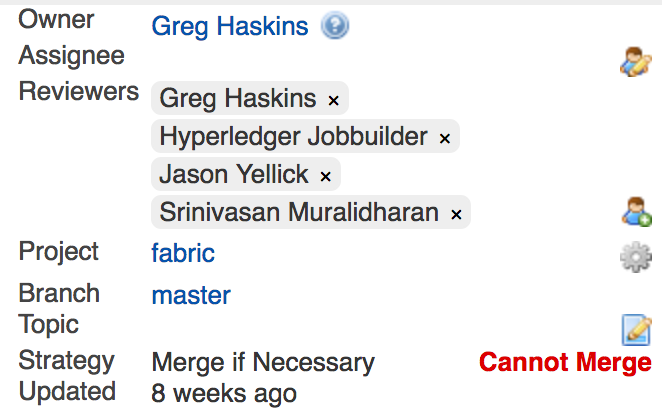 Owner Greg Haskins ?
Assignee
Reviewers Greg Haskins ×
Hyperledger Jobbuilder ×
Jason Yellick ×
Srinivasan Muralidharan ×
Project fabric
Branch master
Topic
Strategy Merge if Necessary Cannot Merge
Updated 8 weeks ago